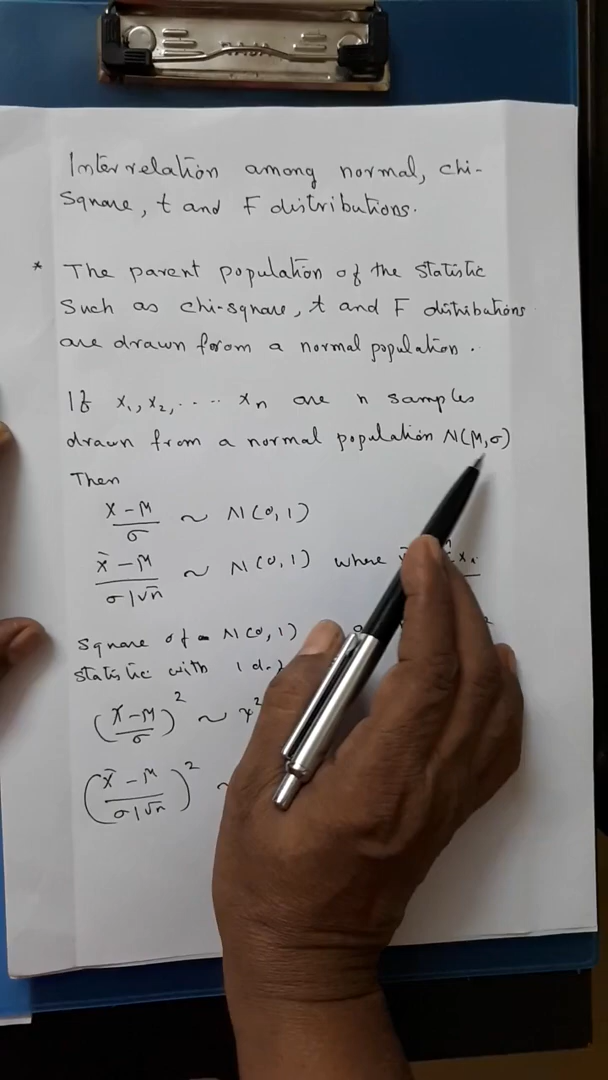 Interrelation among normal, chi-
square, t and F distributions.
* The parent population of the statistic
such as chi-square, t and F distributions
are drawn from a normal population.
If x₁, x₂, .... xₙ are n samples
drawn from a normal population N(μ,σ)
Then
x-μ/σ ~ N(0,1)
x̄-μ/σ/√n ~ N(0,1) where
square of a N(0,1)
statistic with 1 d.f
(x-μ/σ)² ~ χ²
(x̄-μ/σ/√n)² ~